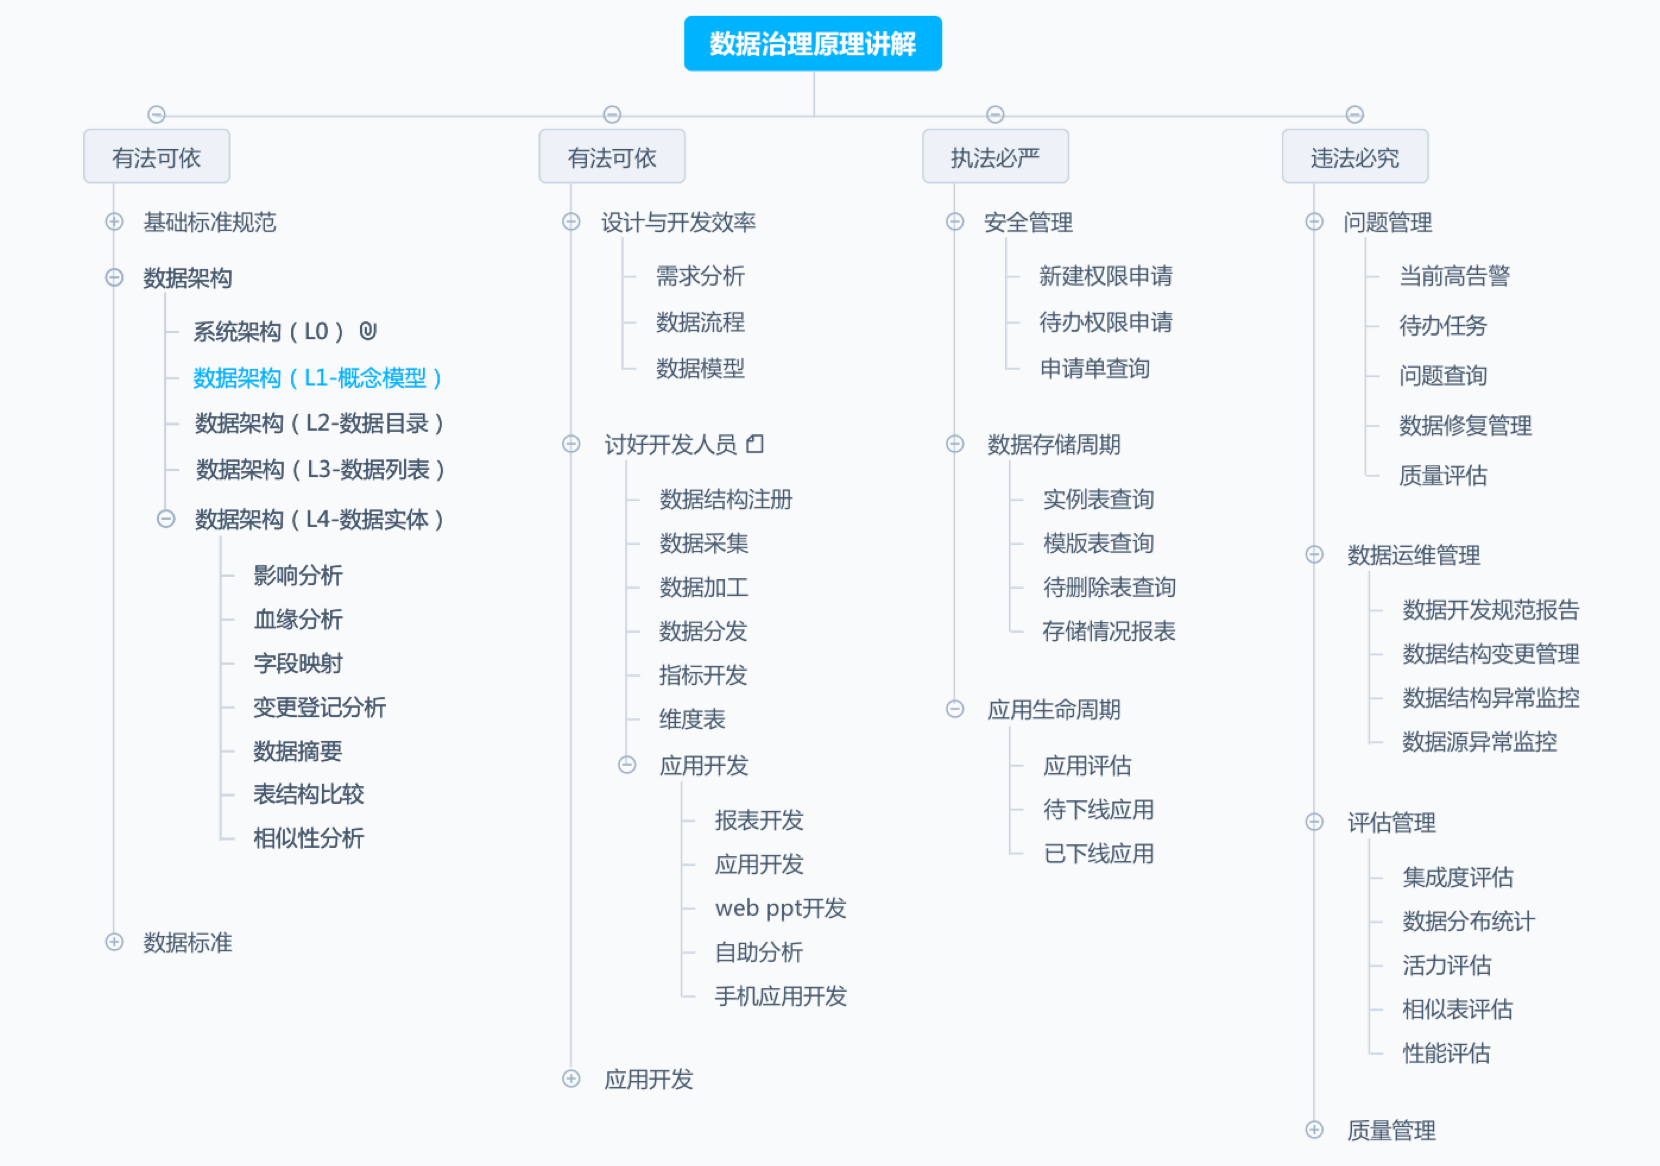 数据治理原理讲解
有法可依
基础标准规范
数据架构
系统架构（L0）
数据架构（L1-概念模型）
数据架构（L2-数据目录）
数据架构（L3-数据列表）
数据架构（L4-数据实体）
影响分析
血缘分析
字段映射
变更登记分析
数据摘要
表结构比较
相似性分析
数据标准
有法可依
设计与开发效率
需求分析
数据流程
数据模型
讨好开发人员
数据结构注册
数据采集
数据加工
数据分发
指标开发
维度表
应用开发
报表开发
应用开发
web ppt开发
自助分析
手机应用开发
应用开发
执法必严
安全管理
新建权限申请
待办权限申请
申请单查询
数据存储周期
实例表查询
模版表查询
待删除表查询
存储情况报表
应用生命周期
应用评估
待下线应用
已下线应用
违法必究
问题管理
当前高告警
待办任务
问题查询
数据修复管理
质量评估
数据运维管理
数据开发规范报告
数据结构变更管理
数据结构异常监控
数据源异常监控
评估管理
集成度评估
数据分布统计
活力评估
相似表评估
性能评估
质量管理